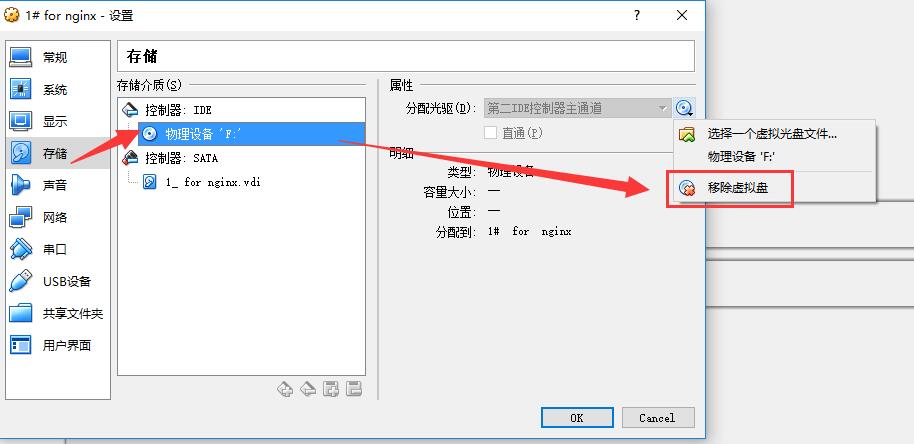 1# for nginx - 设置
?
常规
系统
显示
存储
声音
网络
串口
USB设备
共享文件夹
用户界面
存储
存储介质(S)
控制器: IDE
物理设备 'F:'
控制器: SATA
1_ for nginx.vdi
属性
分配光驱(D): 第二IDE控制器主通道
直通(P)
明细
类型: 物理设备
容量大小: —
位置: —
分配到: 1# for nginx
选择一个虚拟光盘文件...
物理设备 'F:'
移除虚拟盘
OK
Cancel